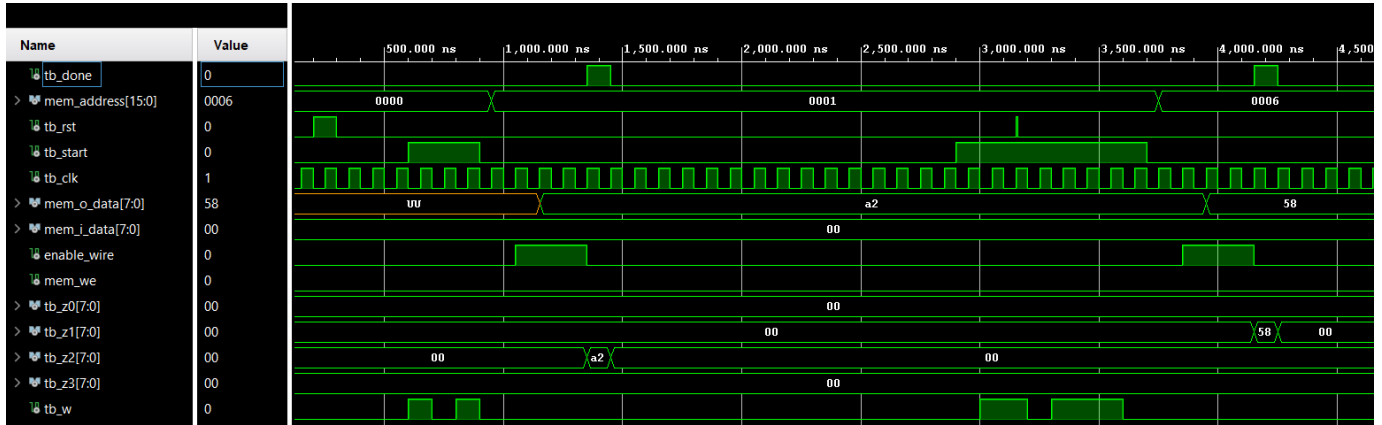 Name Value
500.000 ns 1,000.000 ns 1,500.000 ns 2,000.000 ns 2,500.000 ns 3,000.000 ns 3,500.000 ns 4,000.000 ns 4,500
tb_done 0
mem_address[15:0] 0006 0000 0001 0006
tb_rst 0
tb_start 0
tb_clk 1
mem_o_data[7:0] 58 UU a2 58
mem_i_data[7:0] 00 00
enable_wire 0
mem_we 0
tb_z0[7:0] 00 00
tb_z1[7:0] 00 00 58 00
tb_z2[7:0] 00 00 a2 00
tb_z3[7:0] 00 00
tb_w 0